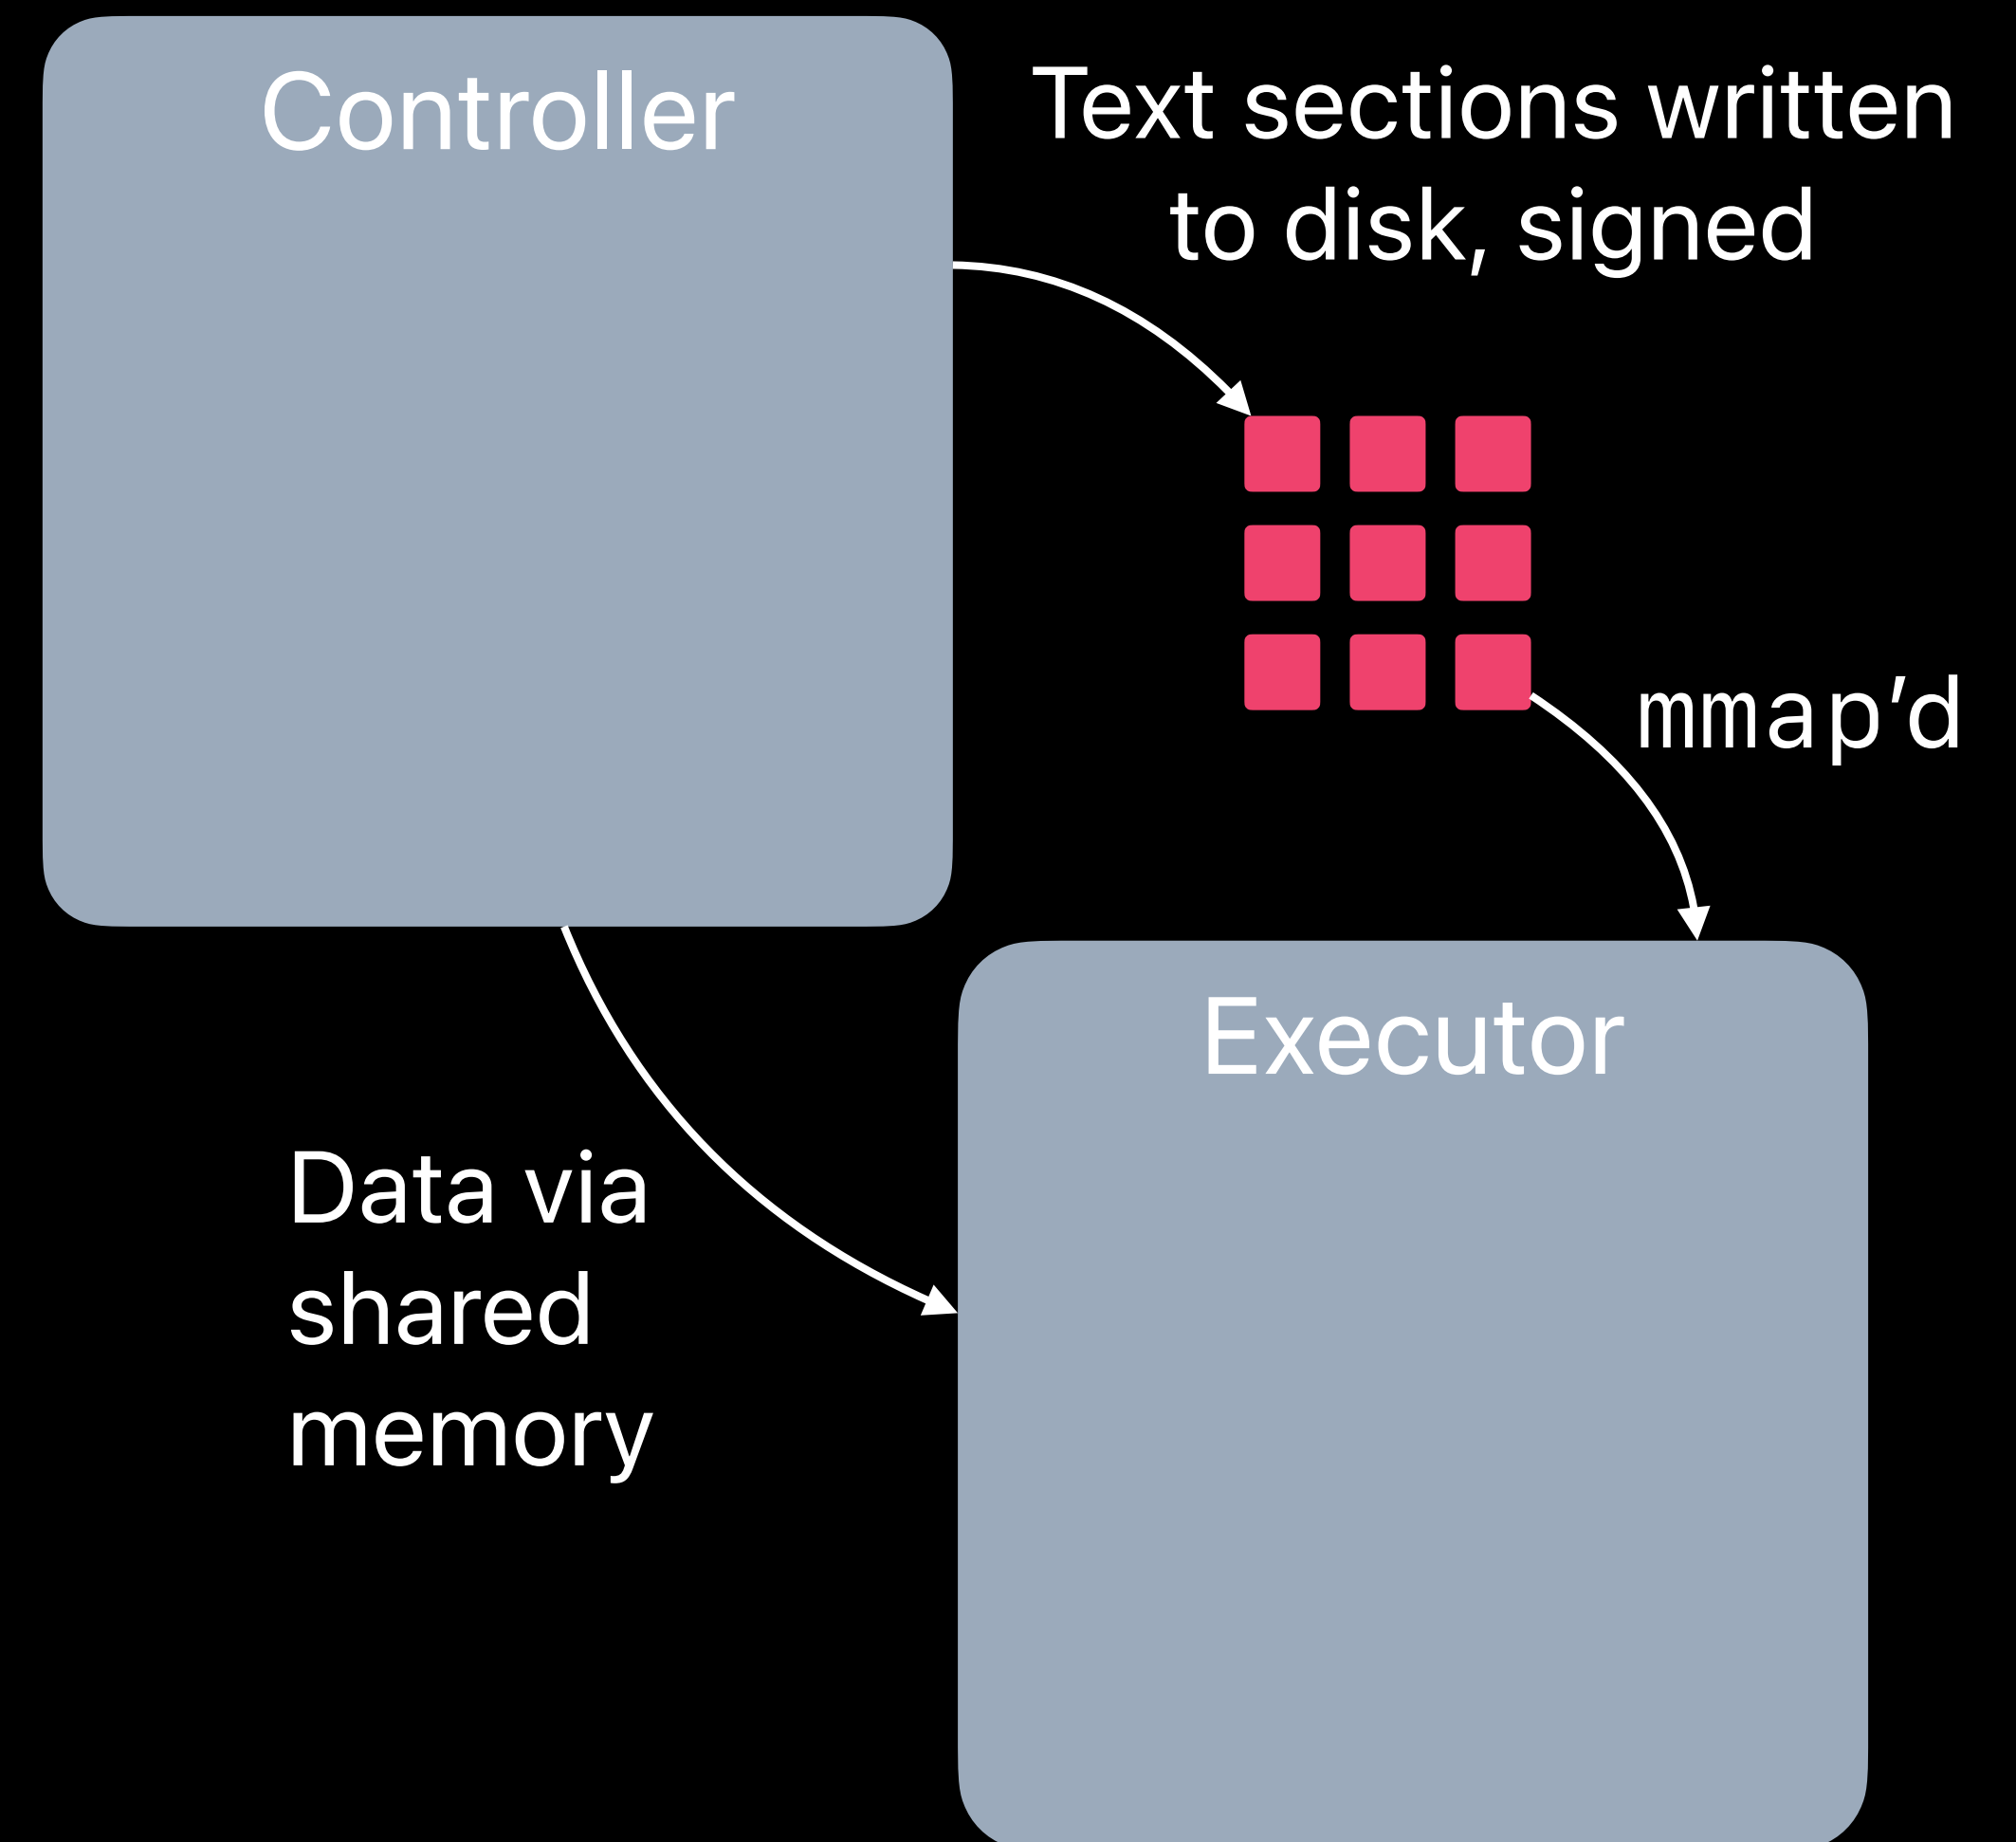 Controller
Text sections written
to disk, signed
mmap’d
Executor
Data via
shared
memory